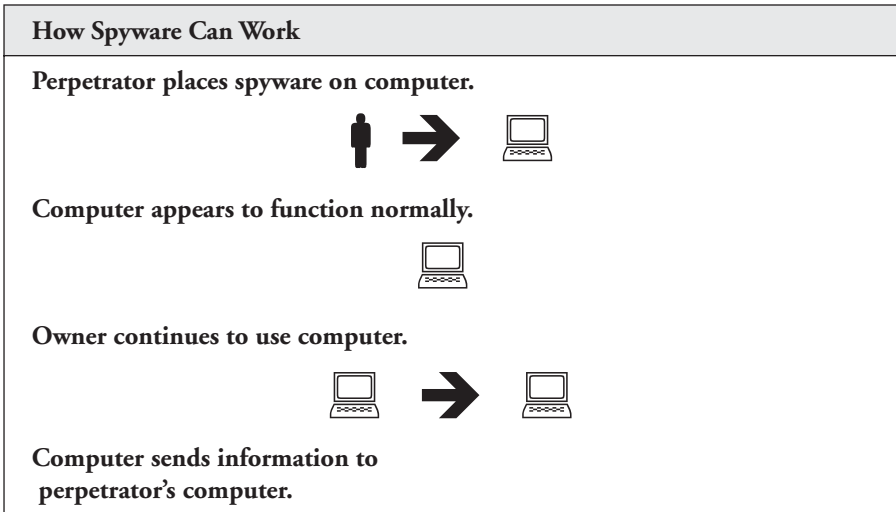 How Spyware Can Work
Perpetrator places spyware on computer.
Computer appears to function normally.
Owner continues to use computer.
Computer sends information to
perpetrator's computer.